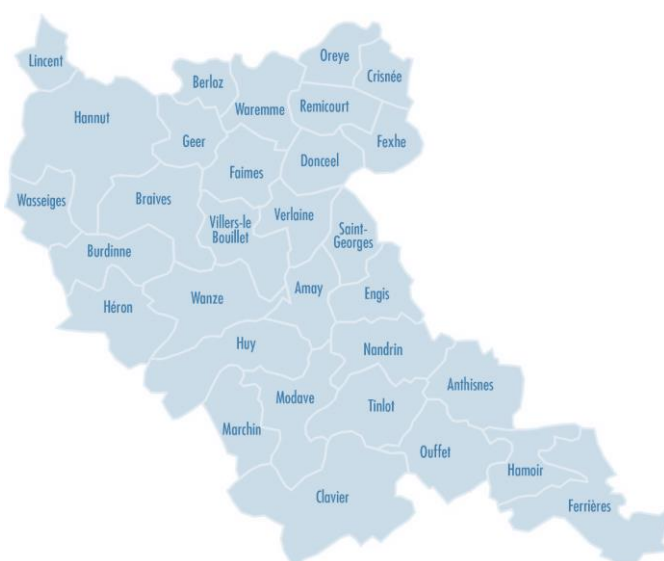 Lincent
Oreye
Crisnée
Berloz
Waremme
Remicourt
Hannut
Geer
Fexhe
Donceel
Faimes
Wasseiges
Braives
Villers-le
Bouillet
Verlaine
Saint-
Georges
Burdinne
Amay
Engis
Wanze
Héron
Huy
Nandrin
Anthisnes
Modave
Tinlot
Marchin
Ouffet
Hamoir
Clavier
Ferrières